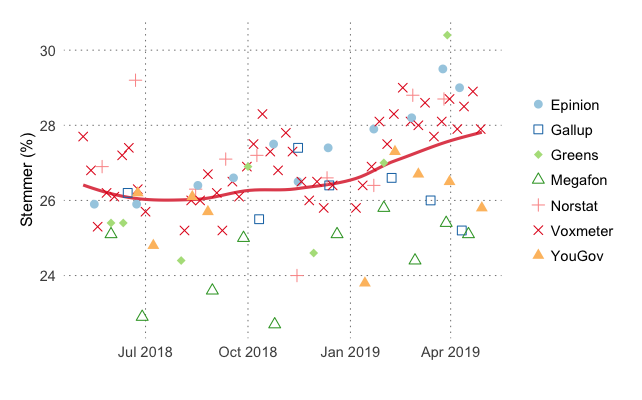 Stemmer (%)
30
28
26
24
Jul 2018
Oct 2018
Jan 2019
Apr 2019
Epinion
Gallup
Greens
Megafon
Norstat
Voxmeter
YouGov